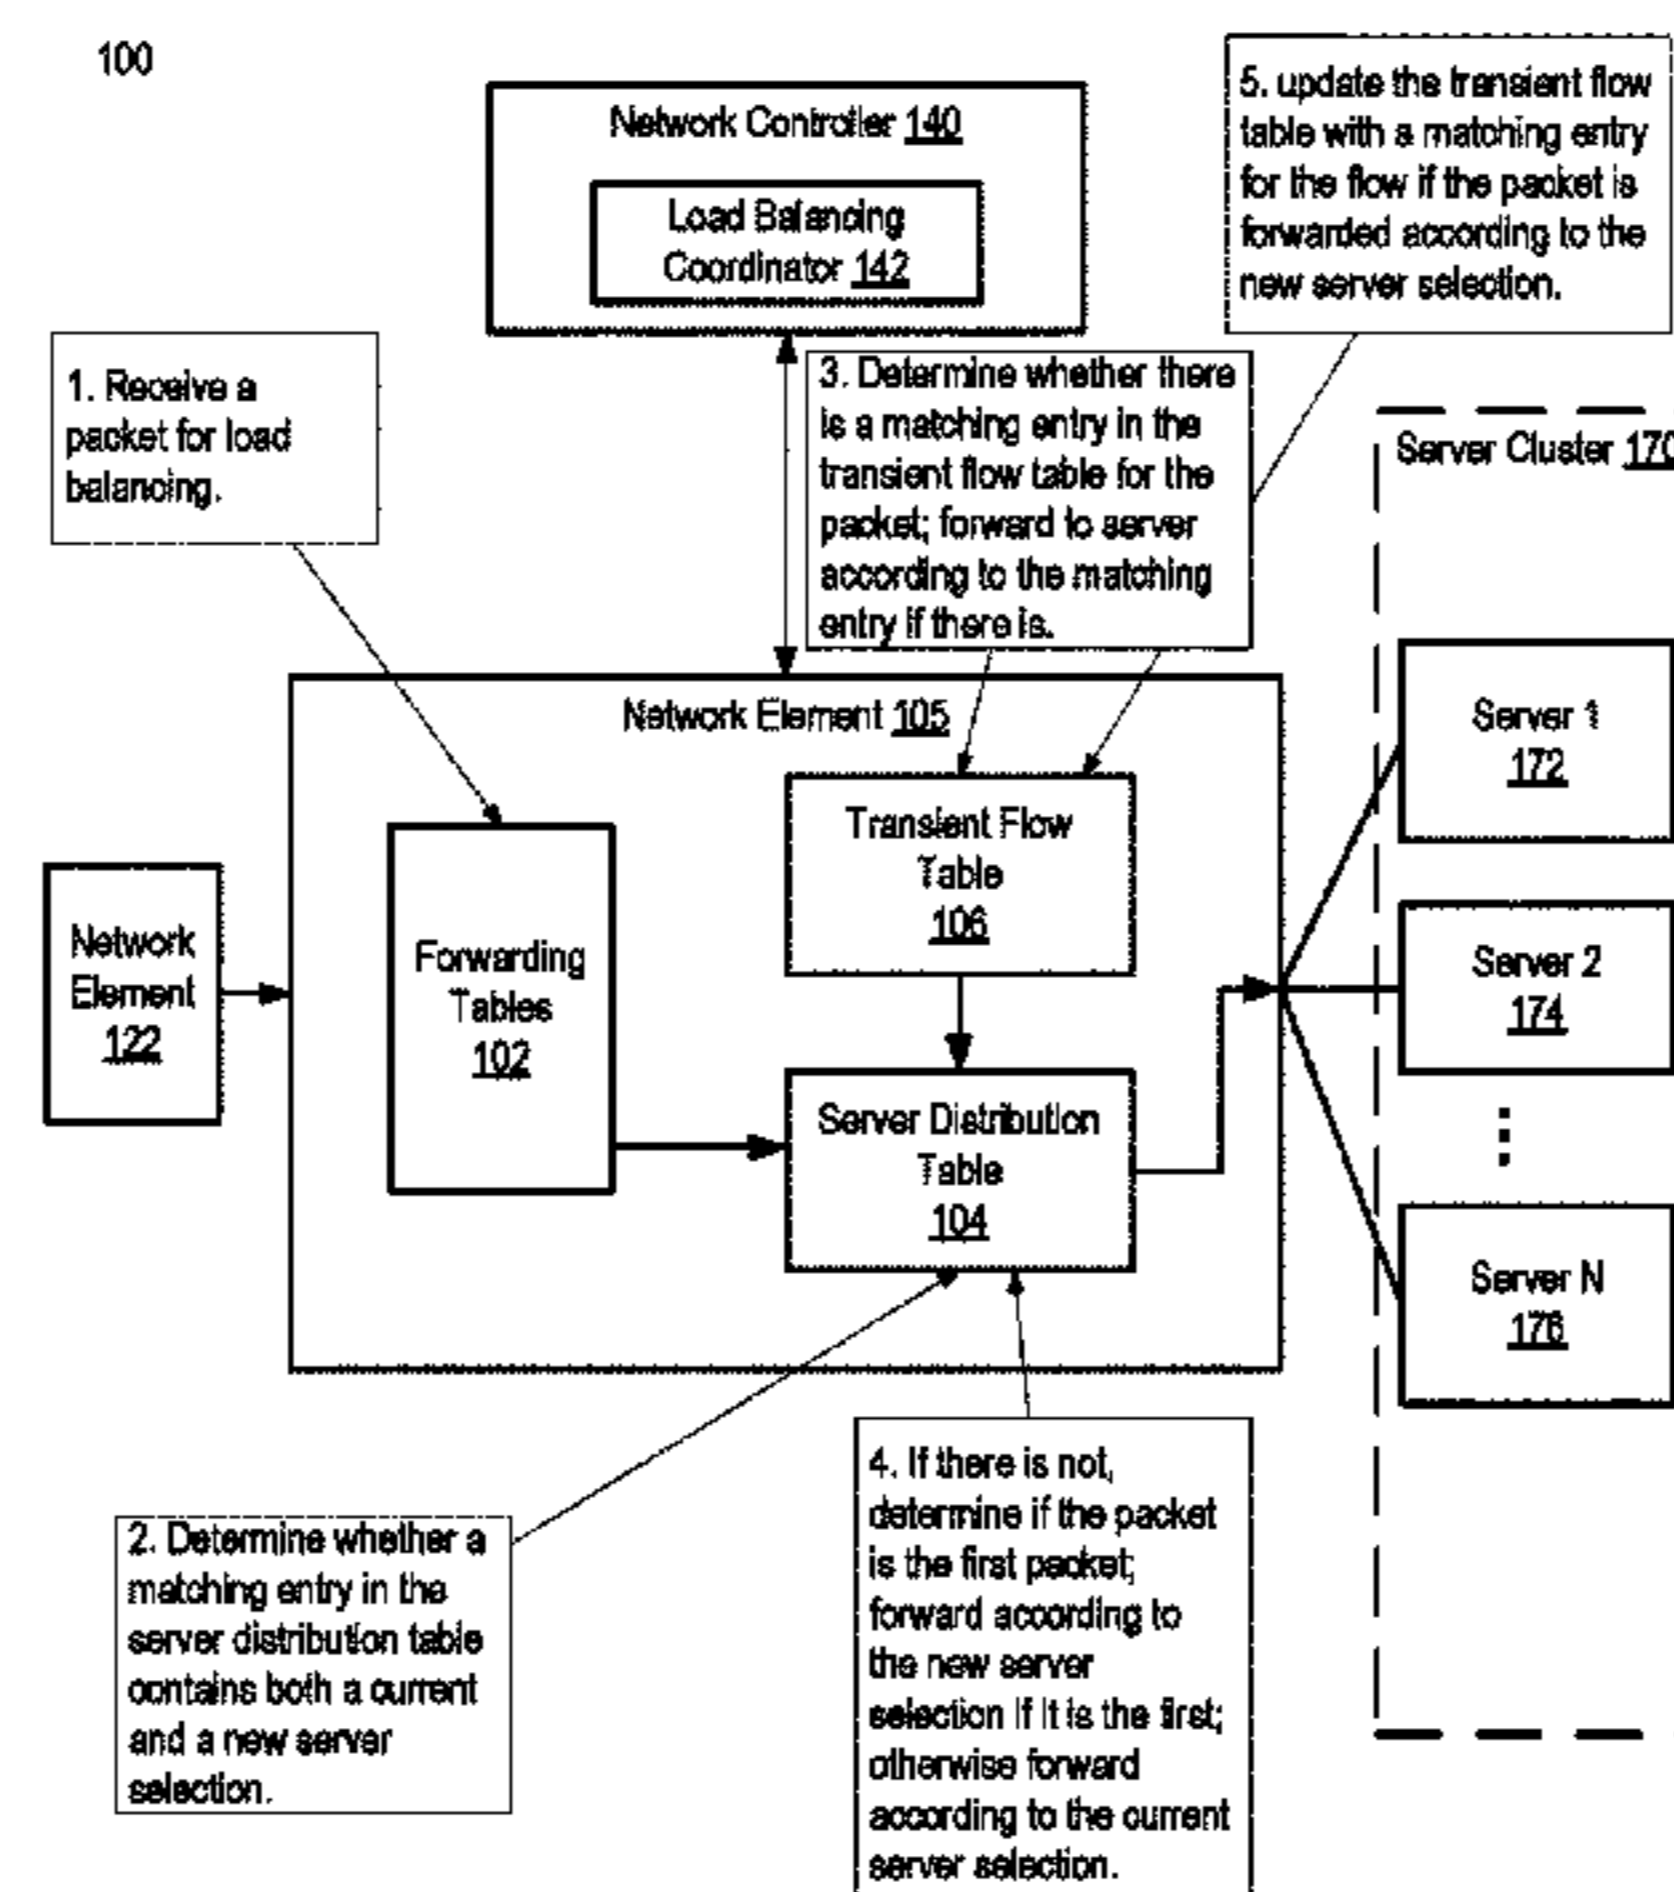 100
Network Controller 140
Load Balancing
Coordinator 142
5. update the transient flow
table with a matching entry
for the flow if the packet is
forwarded according to the
new server selection.
1. Receive a
packet for load
balancing.
3. Determine whether there
is a matching entry in the
transient flow table for the
packet; forward to server
according to the matching
entry if there is.
Server Cluster 170
Network Element 105
Server 1
172
Transient Flow
Table
106
Network
Element
122
Forwarding
Tables
102
Server 2
174
Server Distribution
Table
104
Server N
176
2. Determine whether a
matching entry in the
server distribution table
contains both a current
and a new server
selection.
4. If there is not,
determine if the packet
is the first packet;
forward according to
the new server
selection if it is the first;
otherwise forward
according to the current
server selection.